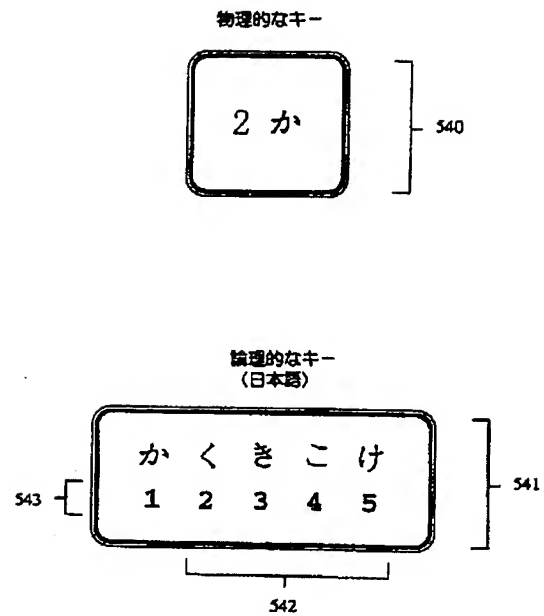 物理的なキー
2 か
540
論理的なキー
(日本語)
か く き こ け
543 1 2 3 4 5 541
542